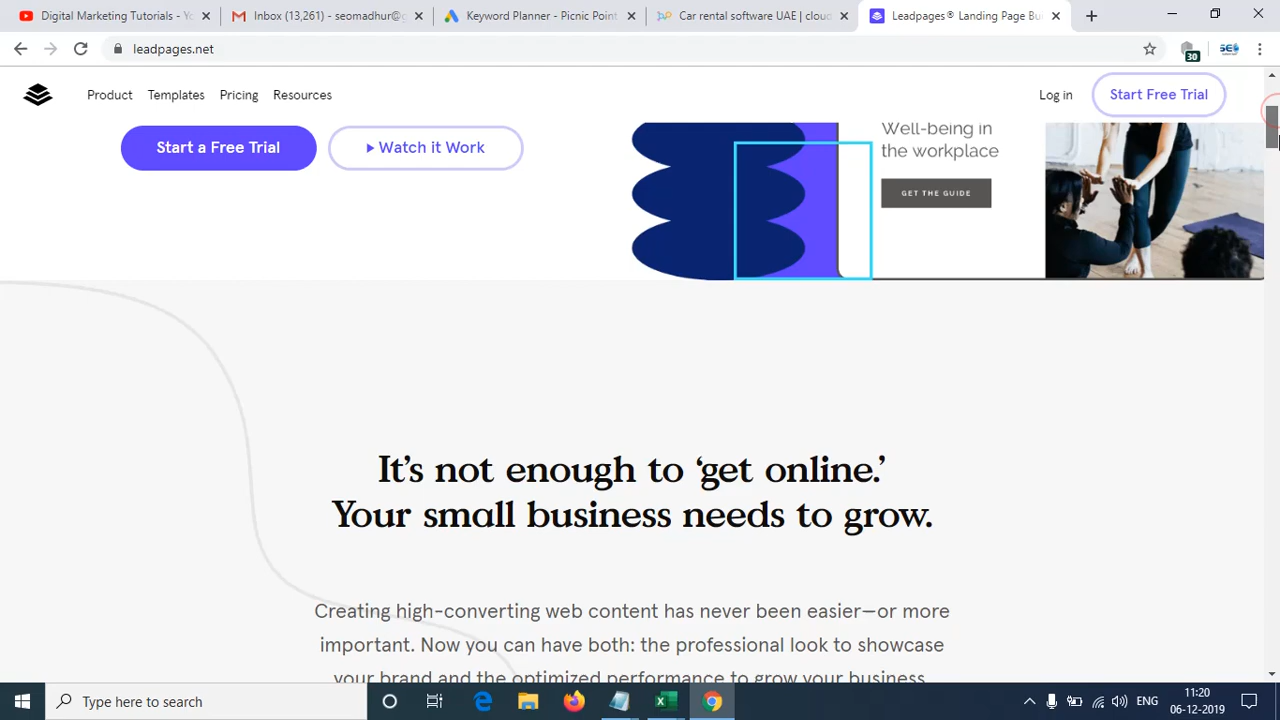 Digital Marketing Tutorials - Yo
Inbox (13,261) - seomadhur@g
Keyword Planner - Picnic Point
Car rental software UAE | cloud
Leadpages® Landing Page Bui
leadpages.net
30
SEO
Product
Templates
Pricing
Resources
Log in
Start Free Trial
Start a Free Trial
Watch it Work
Well-being in
the workplace
GET THE GUIDE
It's not enough to ‘get online.’
Your small business needs to grow.
Creating high-converting web content has never been easier—or more
important. Now you can have both: the professional look to showcase
your brand and the optimized performance to grow your business
Type here to search
ENG
11:20
06-12-2019